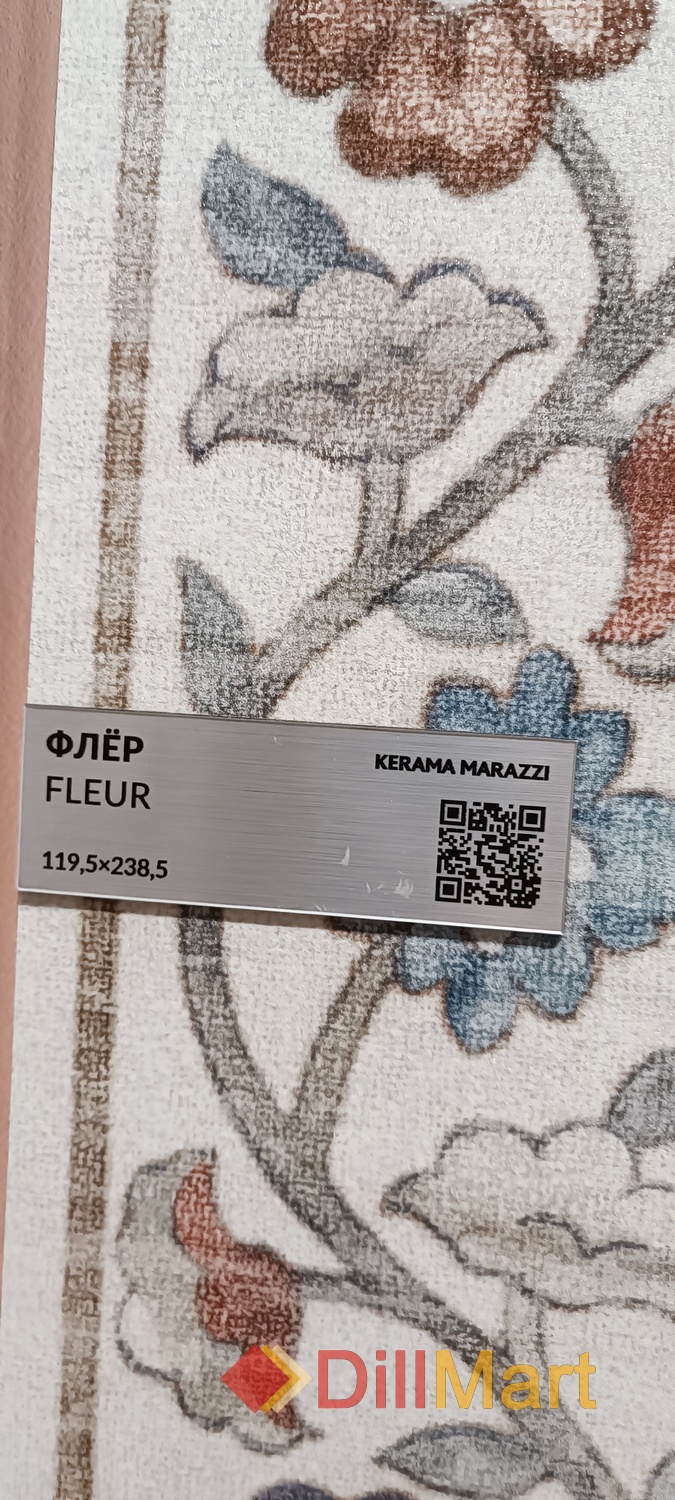 ФЛЁР
FLEUR
KERAMA MARAZZI
119,5×238,5
DillMart